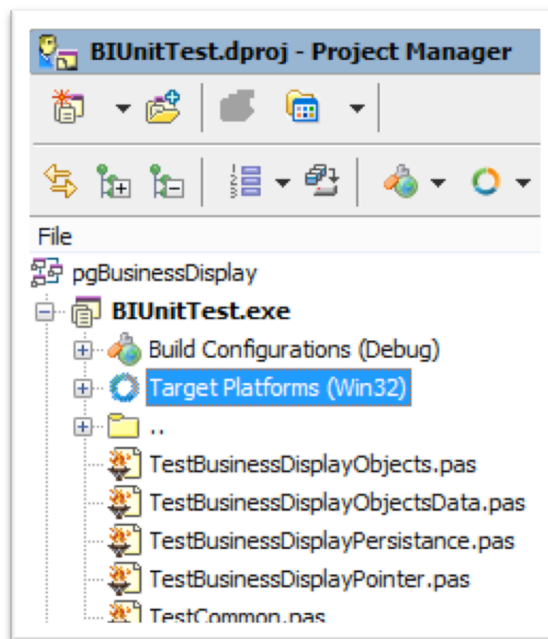 BIUnitTest.dproj - Project Manager
File
pgBusinessDisplay
BIUnitTest.exe
Build Configurations (Debug)
Target Platforms (Win32)
..
TestBusinessDisplayObjects.pas
TestBusinessDisplayObjectsData.pas
TestBusinessDisplayPersistance.pas
TestBusinessDisplayPointer.pas
TestCommon.pas